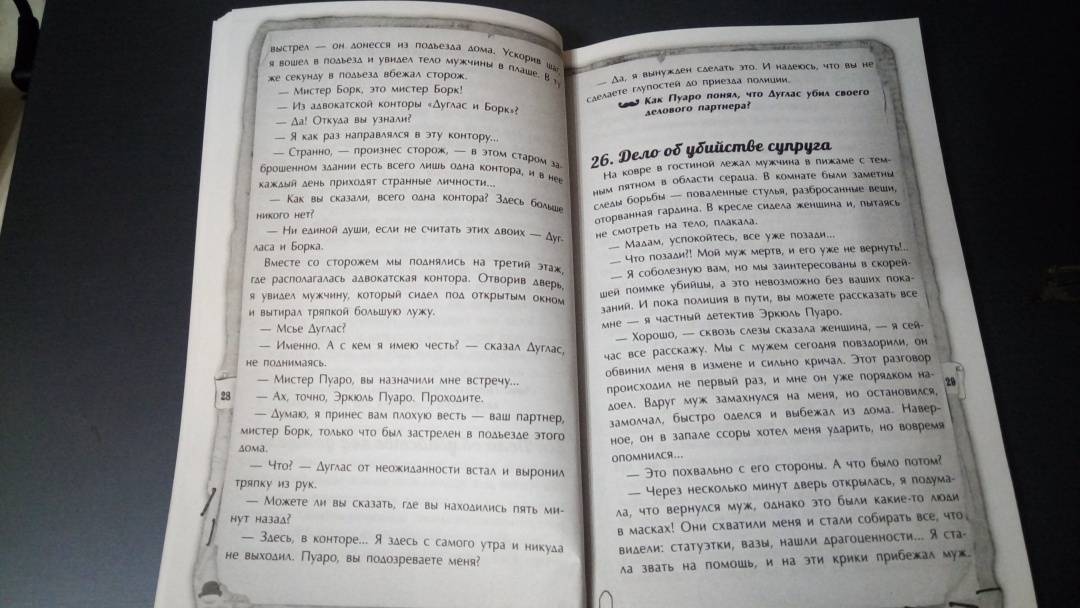 выстрел — он донесся из подъезда дома. Ускорив шаг,
я вошел в подъезд и увидел тело мужчины в плаше. В ту
же секунду в подъезд вбежал сторож.
— Мистер Борк, это мистер Борк!
— Из адвокатской конторы «Дуглас и Борк»?
— Да! Откуда вы узнали?
— Я как раз направлялся в эту контору...
— Странно, — произнес сторож, — в этом старом за-
брошенном здании есть всего лишь одна контора, и в нее
каждый день приходят странные личности...
— Как вы сказали, всего одна контора? Здесь больше
никого нет?
— Ни единой души, если не считать этих двоих — Дуг-
ласа и Борка.
Вместе со сторожем мы поднялись на третий этаж,
где располагалась адвокатская контора. Отворив дверь,
я увидел мужчину, который сидел под открытым окном
и вытирал тряпкой большую лужу.
— Мсье Дуглас?
— Именно. А с кем я имею честь? — сказал Дуглас,
не поднимаясь.
— Мистер Пуаро, вы назначили мне встречу...
— Ах, точно, Эркюль Пуаро. Проходите.
— Думаю, я принес вам плохую весть — ваш партнер,
мистер Борк, только что был застрелен в подъезде этого
дома.
— Что? — Дуглас от неожиданности встал и выронил
тряпку из рук.
— Можете ли вы сказать, где вы находились пять ми-
нут назад?
— Здесь, в конторе... Я здесь с самого утра и никуда
не выходил. Пуаро, вы подозреваете меня?
28
— Да, я вынужден сделать это. И надеюсь, что вы не
сделаете глупостей до приезда полиции.
Как Пуаро понял, что Дуглас убил своего
делового партнера?
26. Дело об убийстве супруга
На ковре в гостиной лежал мужчина в пижаме с тем-
ным пятном в области сердца. В комнате были заметны
следы борьбы — поваленные стулья, разбросанные вещи,
оторванная гардина. В кресле сидела женщина и, пытаясь
не смотреть на тело, плакала.
— Мадам, успокойтесь, все уже позади...
— Что позади?! Мой муж мертв, и его уже не вернуть!..
— Я соболезную вам, но мы заинтересованы в скорей-
шей поимке убийцы, а это невозможно без ваших пока-
заний. И пока полиция в пути, вы можете рассказать все
мне — я частный детектив Эркюль Пуаро.
— Хорошо, — сквозь слезы сказала женщина, — я сей-
час все расскажу. Мы с мужем сегодня повздорили, он
обвинил меня в измене и сильно кричал. Этот разговор
происходил не первый раз, и мне он уже порядком на-
доел. Вдруг муж замахнулся на меня, но остановился,
замолчал, быстро оделся и выбежал из дома. Навер-
ное, он в запале ссоры хотел меня ударить, но вовремя
опомнился...
— Это похвально с его стороны. А что было потом?
— Через несколько минут дверь открылась, я подума-
ла, что вернулся муж, однако это были какие-то люди
в масках! Они схватили меня и стали собирать все, что
видели: статуэтки, вазы, нашли драгоценности... Я ста-
ла звать на помощь, и на эти крики прибежал муж.
29